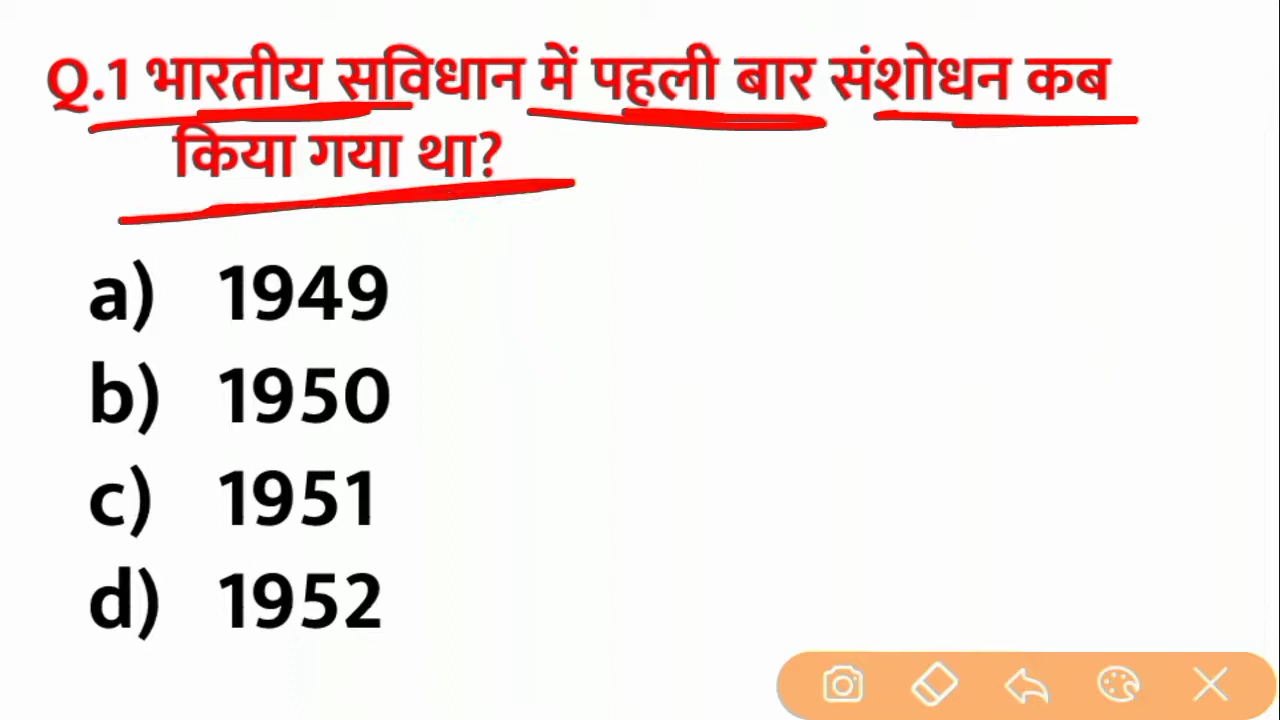 Q.1 भारतीय सविधान में पहली बार संशोधन कब
किया गया था?
a) 1949
b) 1950
c) 1951
d) 1952